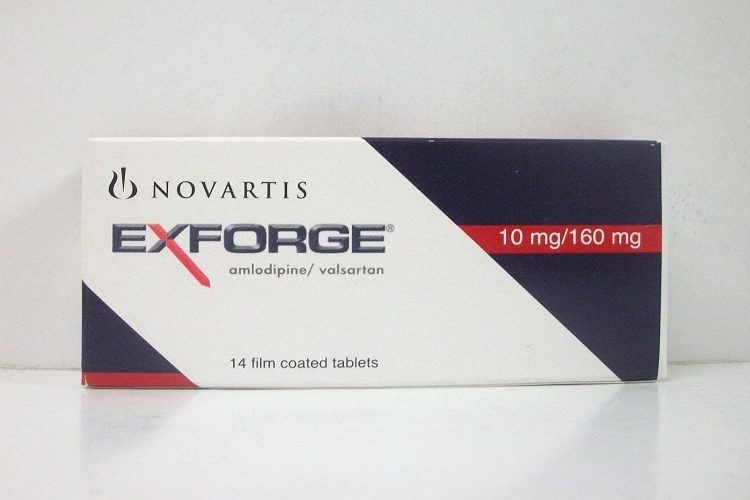 NOVARTIS
EXFORGE®
amlodipine/ valsartan
10 mg/160 mg
14 film coated tablets